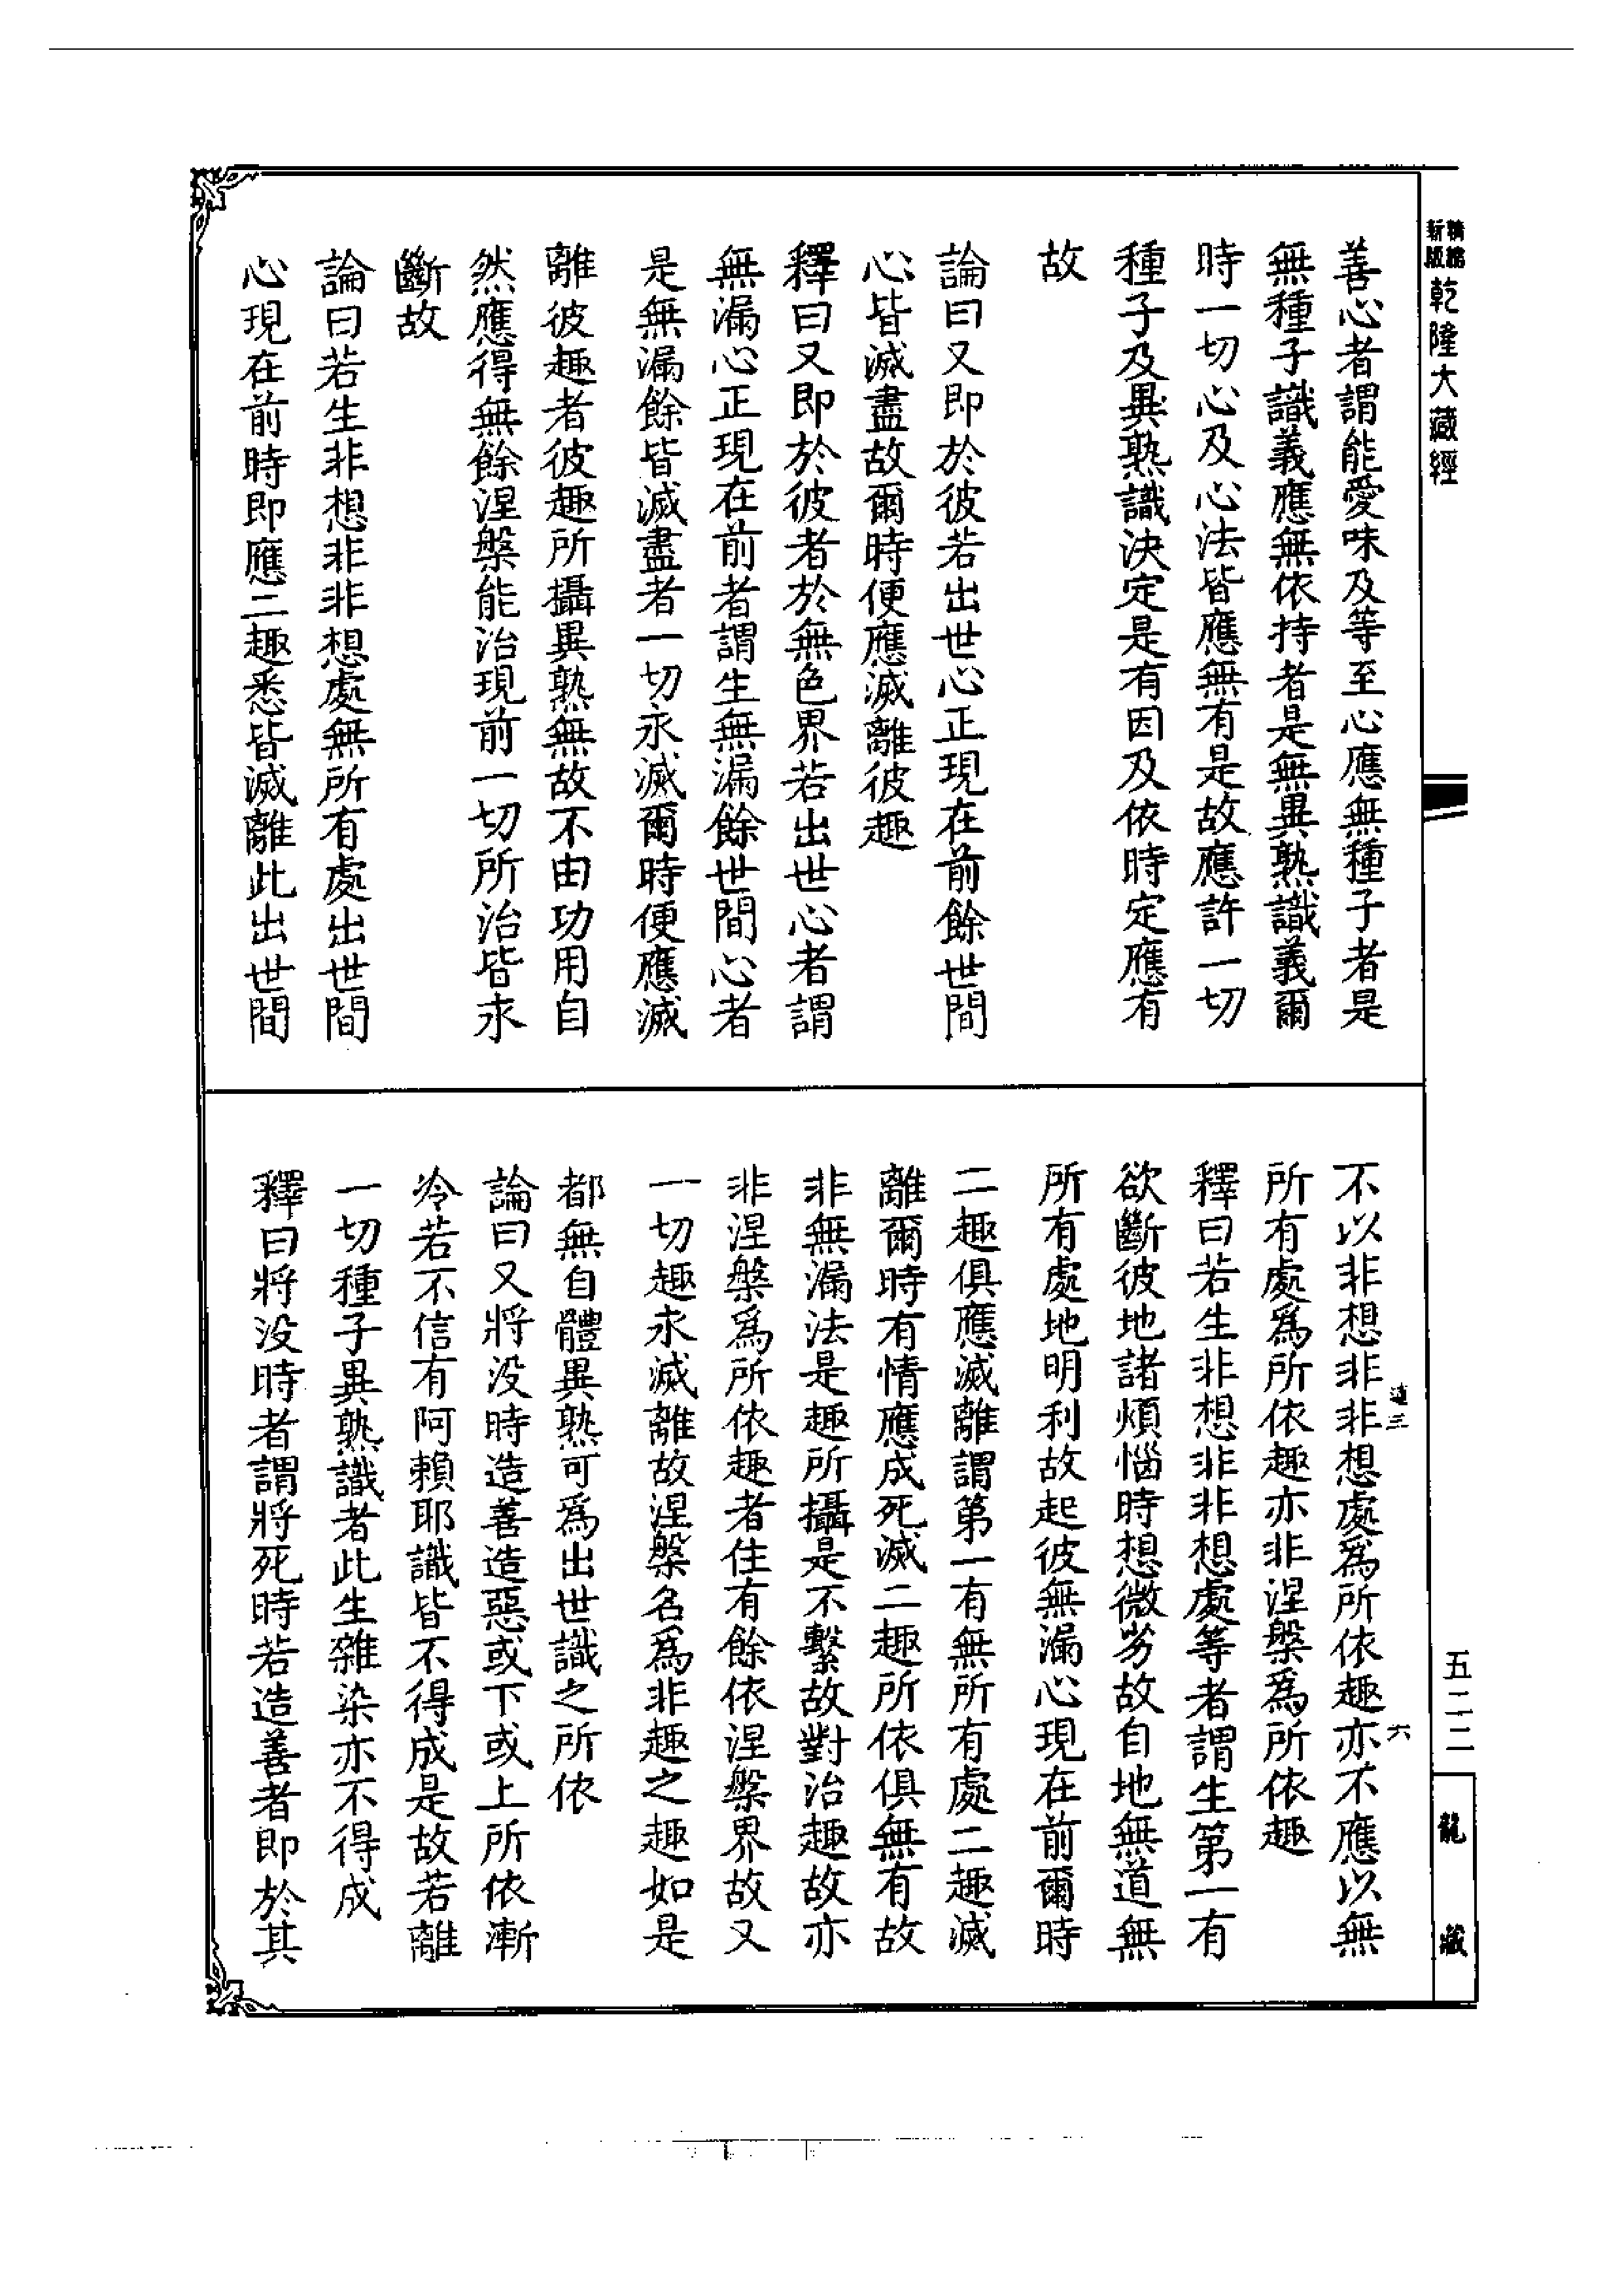 新版精縮
乾隆大藏經
善心者謂能愛味及等至心應無種子者是
無種子識義應無依持者是無異熟識義爾
時一切心及心法皆應無有是故應許一切
種子及異熟識決定是有因及依時定應有
故
論曰又即於彼若出世心正現在前餘世間
心皆滅盡故爾時便應滅離彼趣
釋曰又即於彼者於無色界若出世心者謂
無漏心正現在前者謂生無漏餘世間心者
是無漏餘皆滅盡者一切永滅爾時便應滅
離彼趣者彼趣所攝異熟無故不由功用自
然應得無餘涅槃能治現前一切所治皆永
斷故
論曰若生非想非非想處無所有處出世間
心現在前時即應二趣悉皆滅離此出世間
不以非想非非想處為所依趣亦不應以無
所有處為所依趣亦非涅槃為所依趣
釋曰若生非想非非想處等者謂生第一有
欲斷彼地諸煩惱時想微劣故自地無道無
所有處地明利故起彼無漏心現在前爾時
二趣俱應滅離謂第一有無所有處二趣滅
離爾時有情應成死滅二趣所依俱無有故
非無漏法是趣所攝是不繫故對治趣故亦
非涅槃為所依趣者住有餘依涅槃界故又
一切趣永滅離故涅槃名為非趣之趣如是
都無自體異熟可為出世識之所依
論曰又將沒時造善造惡或下或上所依漸
冷若不信有阿賴耶識皆不得成是故若離
一切種子異熟識者此生雜染亦不得成
釋曰將沒時者謂將死時若造善者即於其
三
六
五二二
龍藏